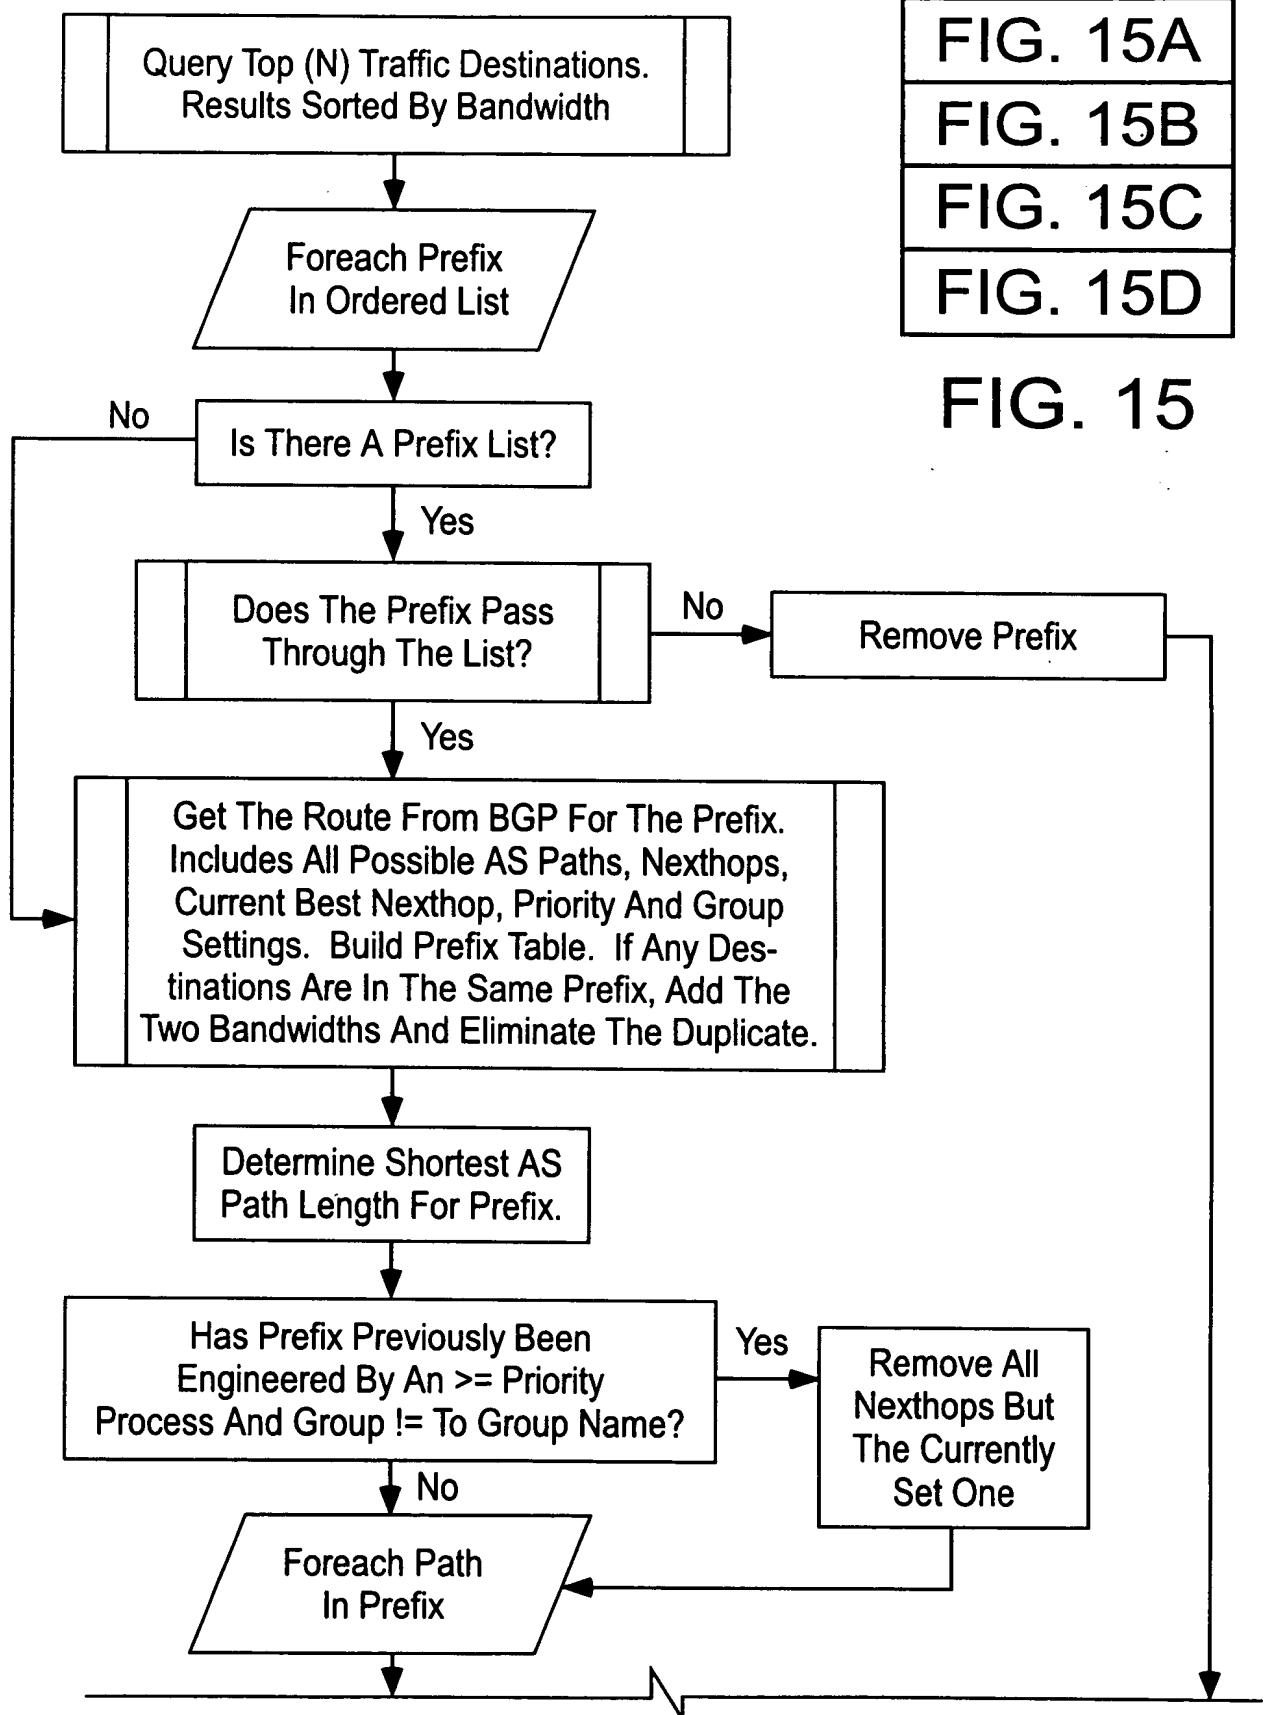 Query Top (N) Traffic Destinations.
Results Sorted By Bandwidth
FIG. 15A
FIG. 15B
FIG. 15C
FIG. 15D
FIG. 15
Foreach Prefix
In Ordered List
No
Is There A Prefix List?
Yes
Does The Prefix Pass
Through The List?
No
Remove Prefix
Yes
Get The Route From BGP For The Prefix.
Includes All Possible AS Paths, Nexthops,
Current Best Nexthop, Priority And Group
Settings. Build Prefix Table. If Any Des-
tinations Are In The Same Prefix, Add The
Two Bandwidths And Eliminate The Duplicate.
Determine Shortest AS
Path Length For Prefix.
Has Prefix Previously Been
Engineered By An >= Priority
Process And Group != To Group Name?
Yes
Remove All
Nexthops But
The Currently
Set One
No
Foreach Path
In Prefix